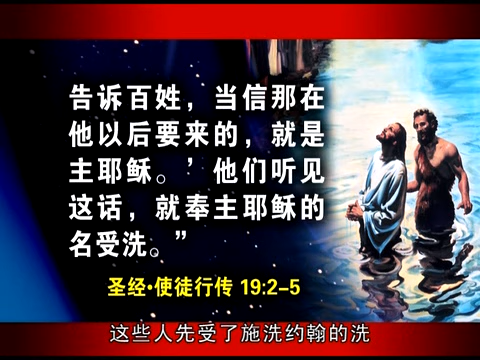 告诉百姓，当信那在
他以后要来的，就是
主耶稣。’他们听见
这话，就奉主耶稣的
名受洗。”
圣经·使徒行传 19:2-5
这些人先受了施洗约翰的洗